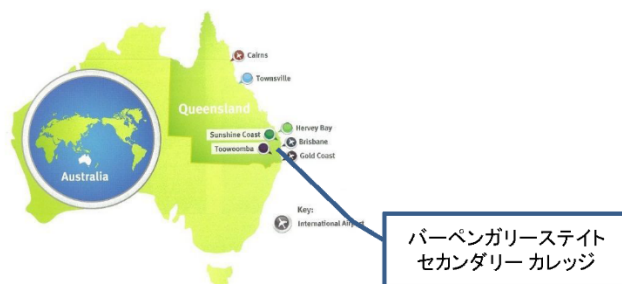 Cairns
Townsville
Queensland
Hervey Bay
Sunshine Coast
Brisbane
Toowoomba
Gold Coast
Australia
Key:
International Airport
バーペンガリーステイト
セカンダリー カレッジ